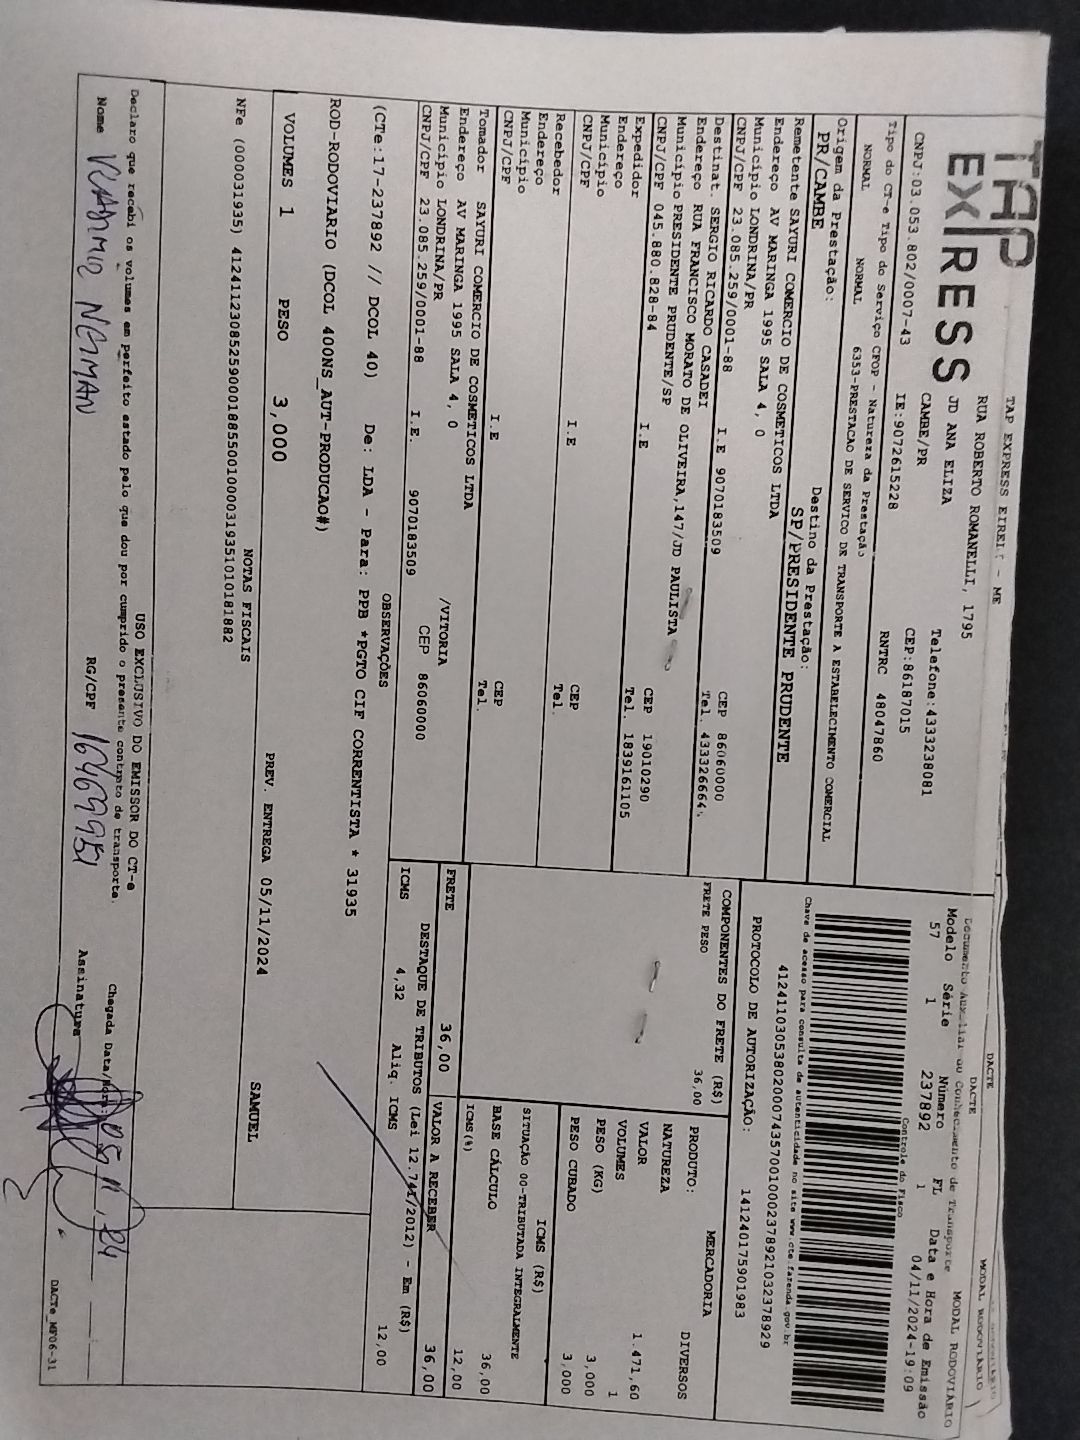 TAP
EXPRESS
TAP EXPRESS EIRELI - ME
RUA ROBERTO ROMANELLI, 1795
JD ANA ELIZA Telefone:4333238081
CAMBE/PR CEP:86187015
CNPJ:03.053.802/0007-43 IE:9072615228 RNTRC 48047860
Tipo do CT-e Tipo do Serviço CFOP - Natureza da Prestação
NORMAL NORMAL 6353-PRESTACAO DE SERVICO DE TRANSPORTE A ESTABELECIMENTO COMERCIAL
Origem da Prestação: Destino da Prestação:
PR/CAMBE SP/PRESIDENTE PRUDENTE
Remetente SAYURI COMERCIO DE COSMETICOS LTDA
Endereço AV MARINGA 1995 SALA 4, 0
Município LONDRINA/PR CEP 86060000
CNPJ/CPF 23.085.259/0001-88 I.E 9070183509 Tel. 433326664
Destinat. SERGIO RICARDO CASADEI
Endereço RUA FRANCISCO MORATO DE OLIVEIRA,147/JD PAULISTA
Município PRESIDENTE PRUDENTE/SP CEP 19010290
CNPJ/CPF 045.880.828-84 I.E Tel. 1839161105
Expedidor
Endereço
Município CEP
CNPJ/CPF I.E Tel.
Recebedor
Endereço
Município CEP
CNPJ/CPF I.E Tel.
Tomador SAYURI COMERCIO DE COSMETICOS LTDA
Endereço AV MARINGA 1995 SALA 4, 0 /VITORIA
Município LONDRINA/PR CEP 86060000
CNPJ/CPF 23.085.259/0001-88 I.E. 9070183509
DACTE
DACTE MODAL RODOVIÁRIO
Documento Auxiliar do Conhecimento de Transporte MODAL RODOVIÁRIO
Modelo Série Número FL Data e Hora de Emissão
57 1 237892 1 04/11/2024-19:09
Controle do Fisco
Chave de acesso para consulta de autenticidade no site www.cte.fazenda.gov.br
41241103053802000743570010002378921032378929
PROTOCOLO DE AUTORIZAÇÃO: 141240175901983
COMPONENTES DO FRETE (R$)
FRETE PESO 36,00
PRODUTO: MERCADORIA
NATUREZA DIVERSOS
VALOR 1.471,60
VOLUMES 1
PESO (KG) 3,000
PESO CUBADO 3,000
ICMS (R$)
SITUAÇÃO 00-TRIBUTADA INTEGRALMENTE
BASE CÁLCULO 36,00
ICMS (%) 12,00
FRETE 36,00 VALOR A RECEBER 36,00
DESTAQUE DE TRIBUTOS (Lei 12.741/2012) - Em (R$)
ICMS 4,32 Aliq. ICMS 12,00
OBSERVAÇÕES
(CTe:17-237892 // DCOL 40) De: LDA - Para: PPB *PGTO CIF CORRENTISTA * 31935
ROD-RODOVIARIO (DCOL 400NS_AUT-PRODUCAO#)
VOLUMES 1 PESO 3,000 PREV. ENTREGA 05/11/2024 SAMUEL
NOTAS FISCAIS
NFe (000031935) 41241123085259000188550010000319351010181882
USO EXCLUSIVO DO EMISSOR DO CT-e
Declaro que recebi os volumes em perfeito estado pelo que dou por cumprido o presente contrato de transporte.
Chegada Data/Hora: 05.11.24
Nome VLADIMIR NEIMAN RG/CPF 16469951 Assinatura
DACTe_MF06-31